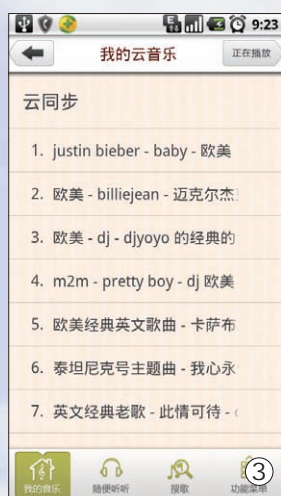 9:23
我的云音乐
正在播放
云同步
1. justin bieber - baby - 欧美
2. 欧美 - billiejean - 迈克尔杰
3. 欧美 - dj - djyoyo 的经典的
4. m2m - pretty boy - dj 欧美
5. 欧美经典英文歌曲 - 卡萨布
6. 泰坦尼克号主题曲 - 我心永
7. 英文经典老歌 - 此情可待 - (
我的音乐 随便听听 搜歌 功能菜单
③